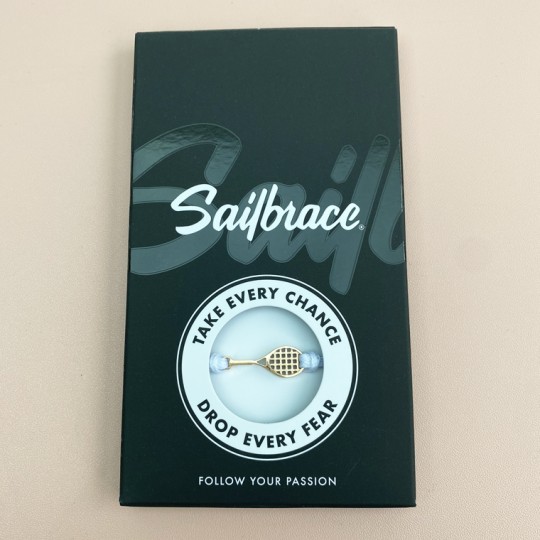 Sailbrace®
TAKE EVERY CHANCE
DROP EVERY FEAR
FOLLOW YOUR PASSION